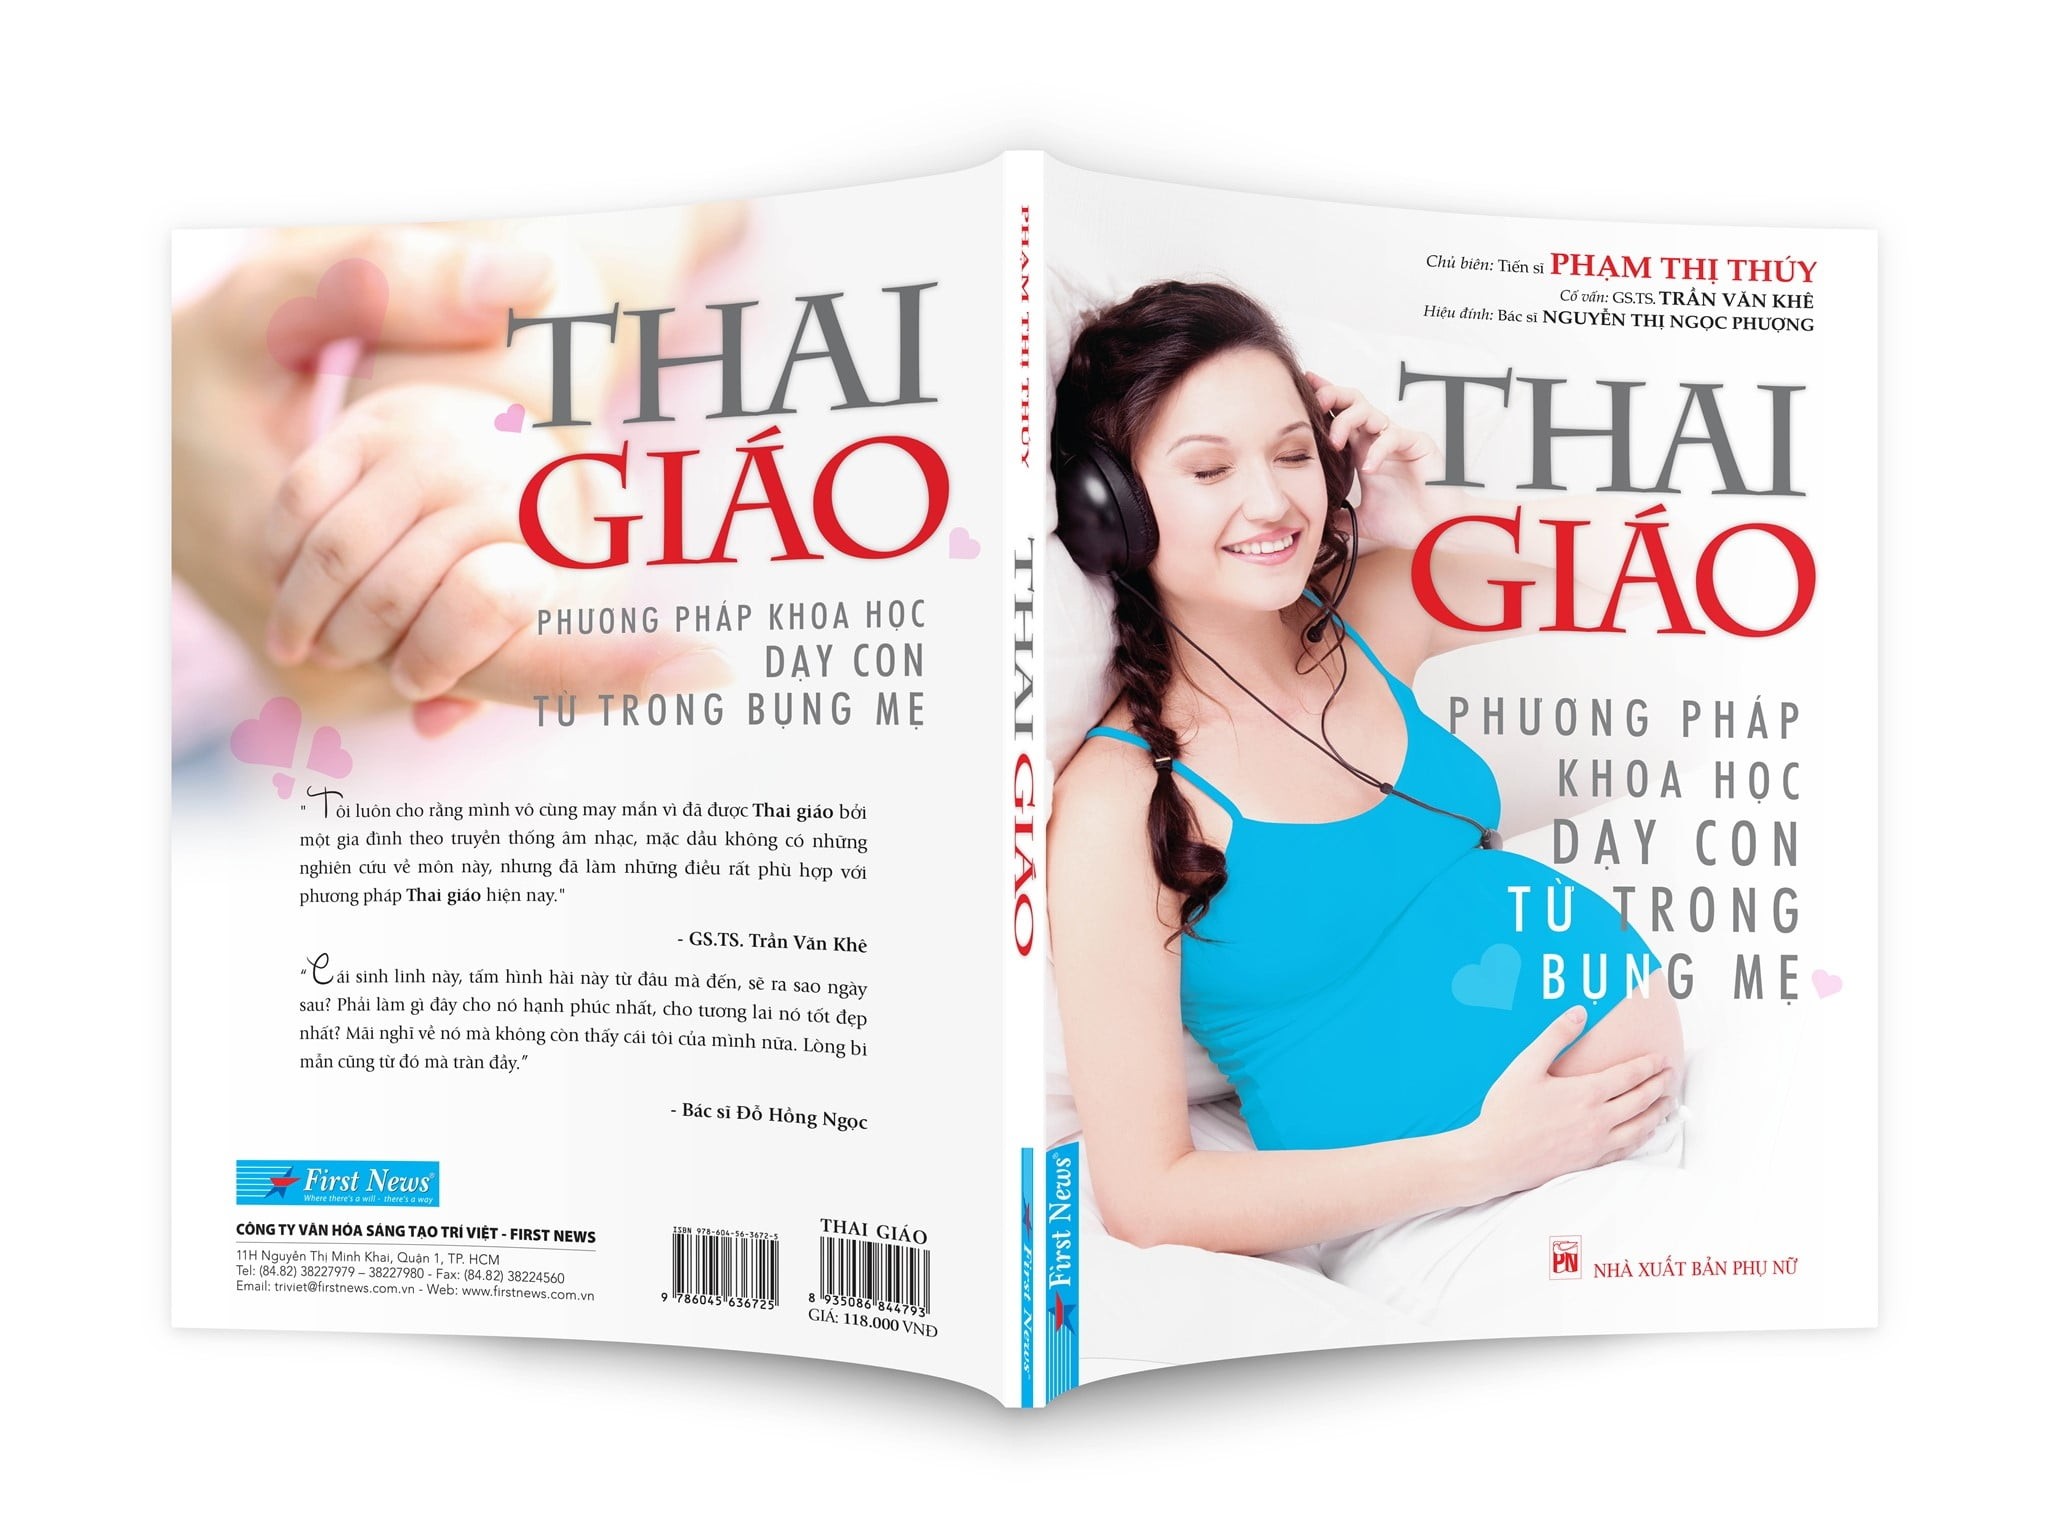 THAI
GIÁO
PHƯƠNG PHÁP KHOA HỌC
DẠY CON
TỪ TRONG BỤNG MẸ
"Tôi luôn cho rằng mình vô cùng may mắn vì đã được Thai giáo bởi
một gia đình theo truyền thống âm nhạc, mặc dầu không có những
nghiên cứu về môn này, nhưng đã làm những điều rất phù hợp với
phương pháp Thai giáo hiện nay."
- GS.TS. Trần Văn Khê
“Cái sinh linh này, tấm hình hài này từ đâu mà đến, sẽ ra sao ngày
sau? Phải làm gì đây cho nó hạnh phúc nhất, cho tương lai nó tốt đẹp
nhất? Mãi nghĩ về nó mà không còn thấy cái tôi của mình nữa. Lòng bi
mẫn cũng từ đó mà tràn đầy.”
- Bác sĩ Đỗ Hồng Ngọc
First News®
Where there's a will - there's a way
CÔNG TY VĂN HÓA SÁNG TẠO TRÍ VIỆT - FIRST NEWS
11H Nguyễn Thị Minh Khai, Quận 1, TP. HCM
Tel: (84.82) 38227979 – 38227980 - Fax: (84.82) 38224560
Email: triviet@firstnews.com.vn - Web: www.firstnews.com.vn
ISBN 978-604-56-3672-5
9 786045 636725
THAI GIÁO
8 935086 844793
GIÁ: 118.000 VNĐ
PHẠM THỊ THÚY
THAI GIÁO
First News
Chủ biên: Tiến sĩ PHẠM THỊ THÚY
Cố vấn: GS.TS. TRẦN VĂN KHÊ
Hiệu đính: Bác sĩ NGUYỄN THỊ NGỌC PHƯỢNG
THAI
GIÁO
PHƯƠNG PHÁP
KHOA HỌC
DẠY CON
TỪ TRONG
BỤNG MẸ
First News®
PN
NHÀ XUẤT BẢN PHỤ NỮ